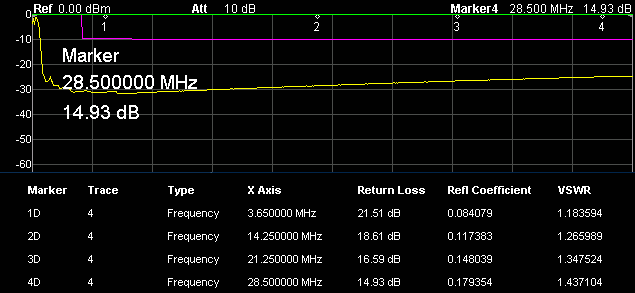 Ref 0.00 dBm Att 10 dB Marker4 28.500 MHz 14.93 dB
0
1 2 3 4
-10
Marker
-20
28.500000 MHz
-30
14.93 dB
-40
-50
-60
Marker Trace Type X Axis Return Loss Refl Coefficient VSWR
1D 4 Frequency 3.650000 MHz 21.51 dB 0.084079 1.183594
2D 4 Frequency 14.250000 MHz 18.61 dB 0.117383 1.265989
3D 4 Frequency 21.250000 MHz 16.59 dB 0.148039 1.347524
4D 4 Frequency 28.500000 MHz 14.93 dB 0.179354 1.437104